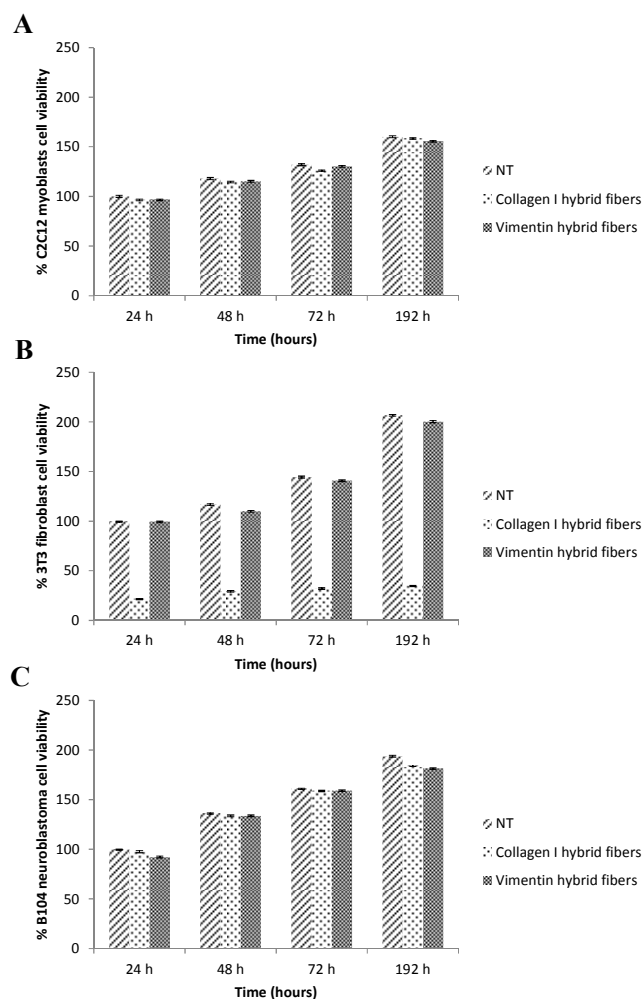 A
% C2C12 myoblasts cell viability
250
200
150
100
50
0
24 h 48 h 72 h 192 h
Time (hours)
NT
Collagen I hybrid fibers
Vimentin hybrid fibers
B
% 3T3 fibroblast cell viability
250
200
150
100
50
0
24 h 48 h 72 h 192 h
Time (hours)
NT
Collagen I hybrid fibers
Vimentin hybrid fibers
C
% B104 neuroblastoma cell viability
250
200
150
100
50
0
24 h 48 h 72 h 192 h
Time (hours)
NT
Collagen I hybrid fibers
Vimentin hybrid fibers